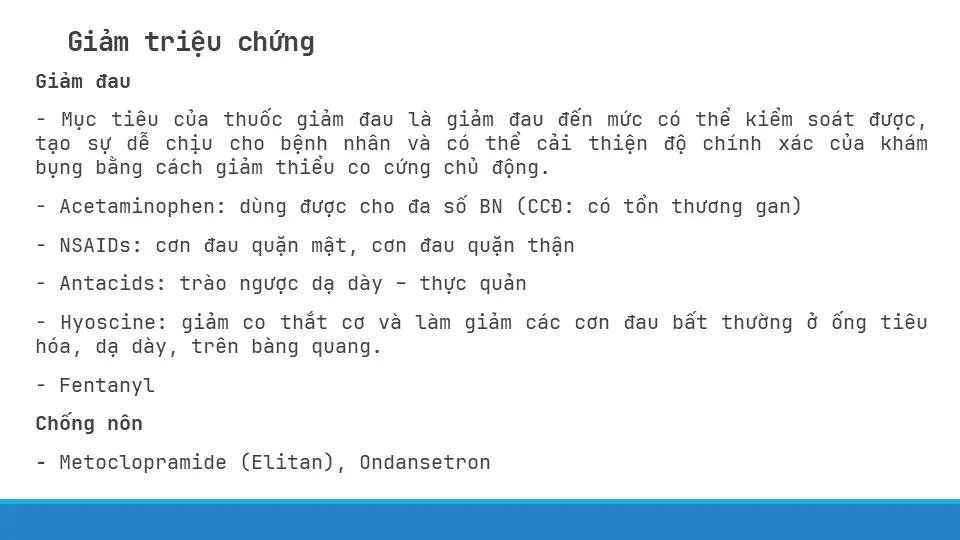 Giảm triệu chứng
Giảm đau
- Mục tiêu của thuốc giảm đau là giảm đau đến mức có thể kiểm soát được,
tạo sự dễ chịu cho bệnh nhân và có thể cải thiện độ chính xác của khám
bụng bằng cách giảm thiểu co cứng chủ động.
- Acetaminophen: dùng được cho đa số BN (CCĐ: có tổn thương gan)
- NSAIDs: cơn đau quặn mật, cơn đau quặn thận
- Antacids: trào ngược dạ dày – thực quản
- Hyoscine: giảm co thắt cơ và làm giảm các cơn đau bất thường ở ống tiêu
hóa, dạ dày, trên bàng quang.
- Fentanyl
Chống nôn
- Metoclopramide (Elitan), Ondansetron